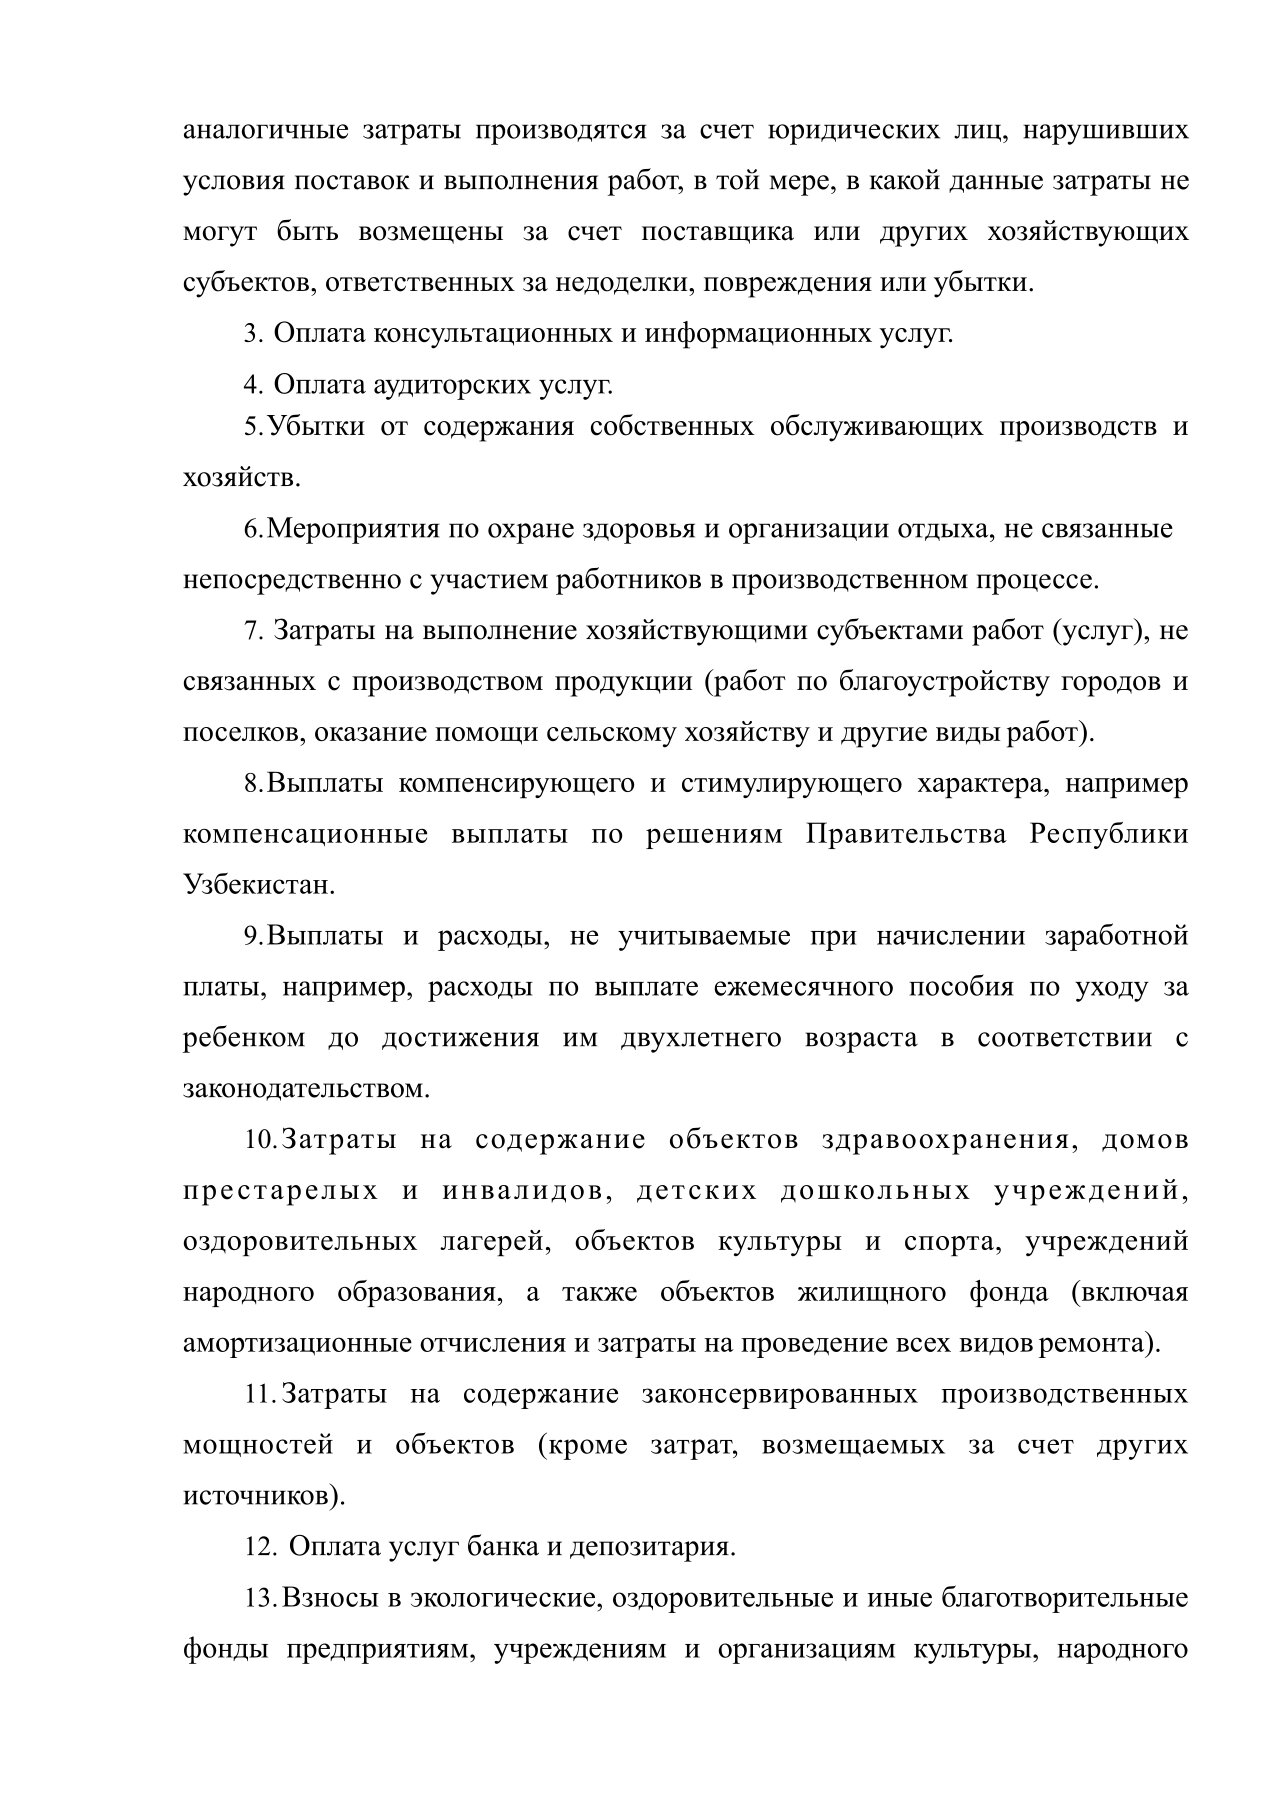 аналогичные затраты производятся за счет юридических лиц, нарушивших
условия поставок и выполнения работ, в той мере, в какой данные затраты не
могут быть возмещены за счет поставщика или других хозяйствующих
субъектов, ответственных за недоделки, повреждения или убытки.
3. Оплата консультационных и информационных услуг.
4. Оплата аудиторских услуг.
5.Убытки от содержания собственных обслуживающих производств и
хозяйств.
6.Мероприятия по охране здоровья и организации отдыха, не связанные
непосредственно с участием работников в производственном процессе.
7. Затраты на выполнение хозяйствующими субъектами работ (услуг), не
связанных с производством продукции (работ по благоустройству городов и
поселков, оказание помощи сельскому хозяйству и другие виды работ).
8.Выплаты компенсирующего и стимулирующего характера, например
компенсационные выплаты по решениям Правительства Республики
Узбекистан.
9.Выплаты и расходы, не учитываемые при начислении заработной
платы, например, расходы по выплате ежемесячного пособия по уходу за
ребенком до достижения им двухлетнего возраста в соответствии с
законодательством.
10.Затраты на содержание объектов здравоохранения, домов
престарелых и инвалидов, детских дошкольных учреждений,
оздоровительных лагерей, объектов культуры и спорта, учреждений
народного образования, а также объектов жилищного фонда (включая
амортизационные отчисления и затраты на проведение всех видов ремонта).
11.Затраты на содержание законсервированных производственных
мощностей и объектов (кроме затрат, возмещаемых за счет других
источников).
12. Оплата услуг банка и депозитария.
13.Взносы в экологические, оздоровительные и иные благотворительные
фонды предприятиям, учреждениям и организациям культуры, народного